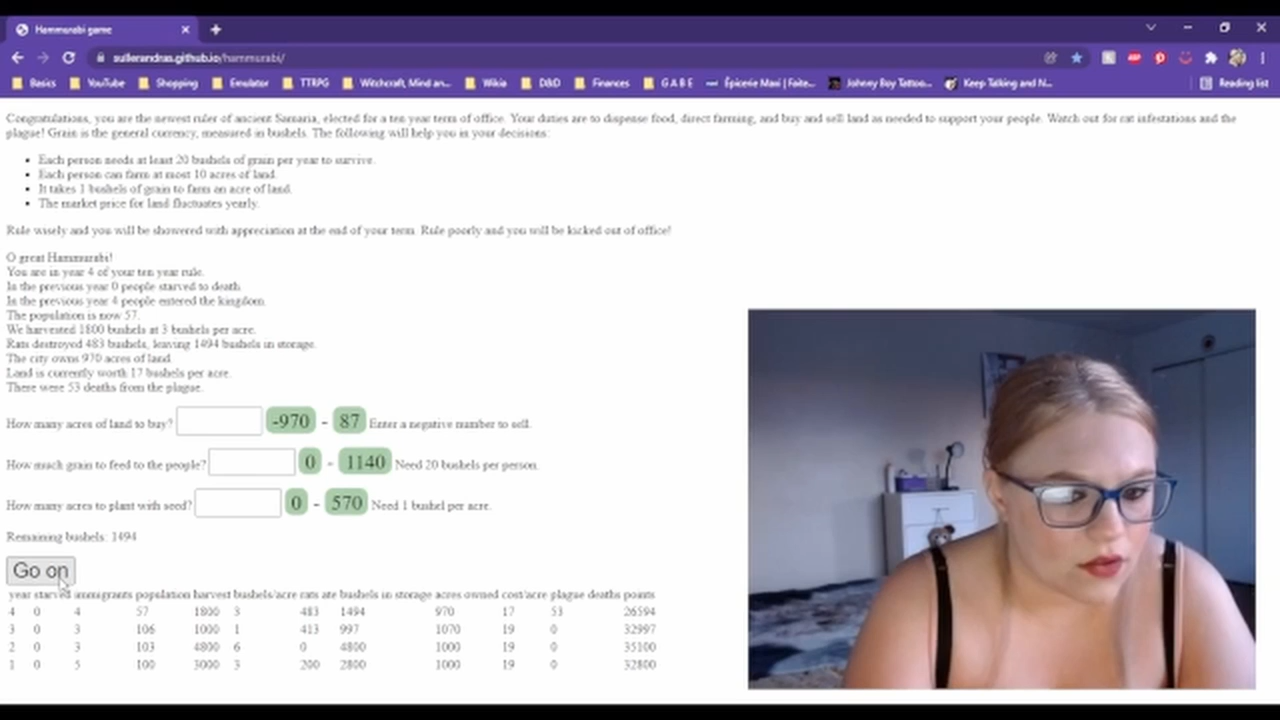 Hammurabi game
sullerandras.github.io/hammurabi/
Basics YouTube Shopping Emulator TTRPG Witchcraft, Mind an... Wikia D&D Finances G A B E Épicerie Maxi | Faite... Johnny Boy Tattoo... Keep Talking and N... Reading list
Congratulations, you are the newest ruler of ancient Samaria, elected for a ten year term of office. Your duties are to dispense food, direct farming, and buy and sell land as needed to support your people. Watch out for rat infestations and the
plague! Grain is the general currency, measured in bushels. The following will help you in your decisions:
• Each person needs at least 20 bushels of grain per year to survive.
• Each person can farm at most 10 acres of land.
• It takes 1 bushels of grain to farm an acre of land.
• The market price for land fluctuates yearly.
Rule wisely and you will be showered with appreciation at the end of your term. Rule poorly and you will be kicked out of office!
O great Hammurabi!
You are in year 4 of your ten year rule.
In the previous year 0 people starved to death.
In the previous year 4 people entered the kingdom.
The population is now 57.
We harvested 1800 bushels at 3 bushels per acre.
Rats destroyed 483 bushels, leaving 1494 bushels in storage.
The city owns 970 acres of land.
Land is currently worth 17 bushels per acre.
There were 53 deaths from the plague.
How many acres of land to buy? -970 - 87 Enter a negative number to sell.
How much grain to feed to the people? 0 - 1140 Need 20 bushels per person.
How many acres to plant with seed? 0 - 570 Need 1 bushel per acre.
Remaining bushels: 1494
Go on
year starved immigrants population harvest bushels/acre rats ate bushels in storage acres owned cost/acre plague deaths points
4 0 4 57 1800 3 483 1494 970 17 53 26594
3 0 3 106 1000 1 413 997 1070 19 0 32997
2 0 3 103 4800 6 0 4800 1000 19 0 35100
1 0 5 100 3000 3 200 2800 1000 19 0 32800